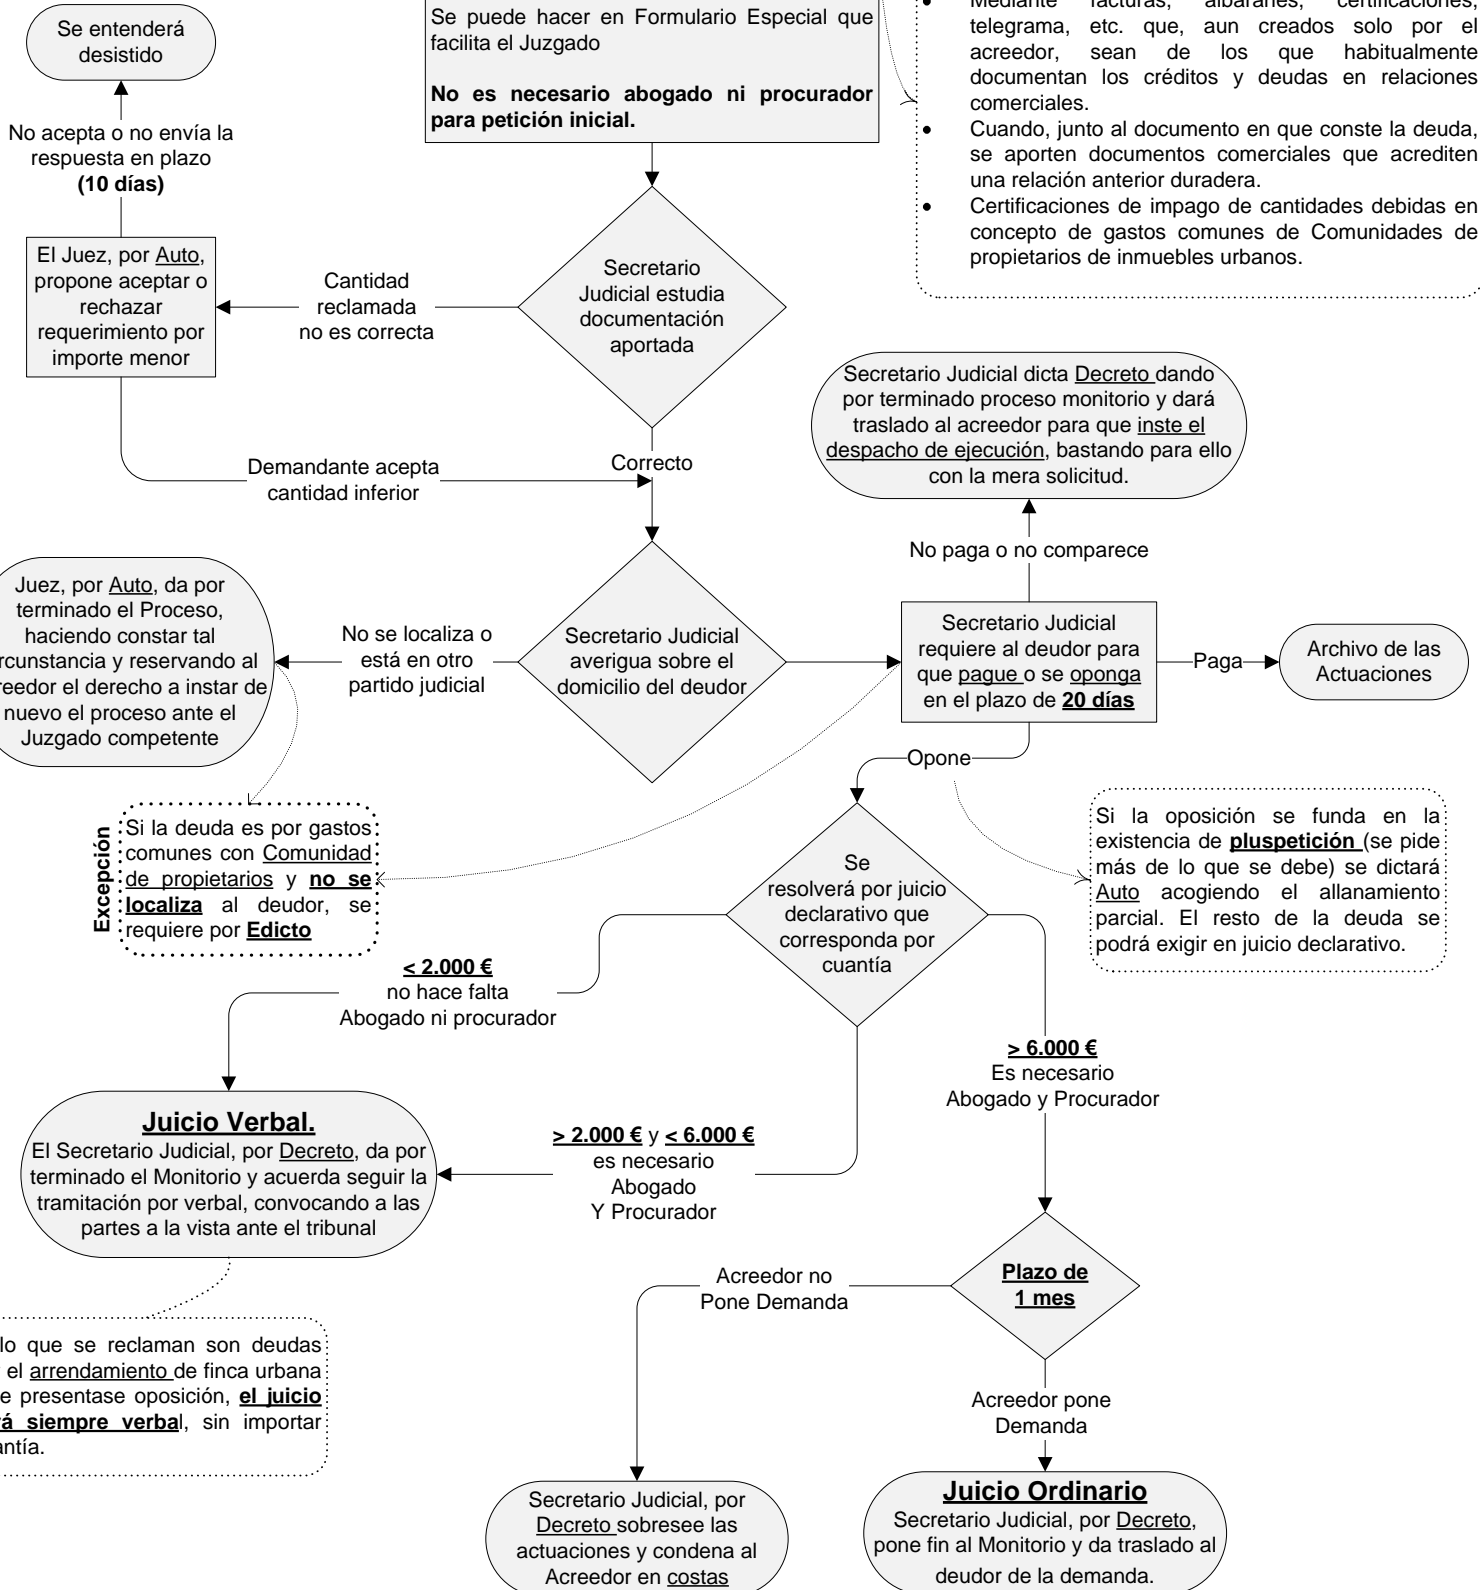 Se puede hacer en Formulario Especial que
facilita el Juzgado
No es necesario abogado ni procurador
para petición inicial.
Mediante facturas, albaranes, certificaciones,
telegrama, etc. que, aun creados solo por el
acreedor, sean de los que habitualmente
documentan los créditos y deudas en relaciones
comerciales.
Cuando, junto al documento en que conste la deuda,
se aporten documentos comerciales que acrediten
una relación anterior duradera.
Certificaciones de impago de cantidades debidas en
concepto de gastos comunes de Comunidades de
propietarios de inmuebles urbanos.
Se entenderá
desistido
No acepta o no envía la
respuesta en plazo
(10 días)
El Juez, por Auto,
propone aceptar o
rechazar
requerimiento por
importe menor
Cantidad
reclamada
no es correcta
Secretario
Judicial estudia
documentación
aportada
Demandante acepta
cantidad inferior
Correcto
Secretario Judicial dicta Decreto dando
por terminado proceso monitorio y dará
traslado al acreedor para que inste el
despacho de ejecución, bastando para ello
con la mera solicitud.
No paga o no comparece
Juez, por Auto, da por
terminado el Proceso,
haciendo constar tal
rcunstancia y reservando al
reedor el derecho a instar de
nuevo el proceso ante el
Juzgado competente
No se localiza o
está en otro
partido judicial
Secretario Judicial
averigua sobre el
domicilio del deudor
Secretario Judicial
requiere al deudor para
que pague o se oponga
en el plazo de 20 días
Paga
Archivo de las
Actuaciones
Opone
Excepción
Si la deuda es por gastos
comunes con Comunidad
de propietarios y no se
localiza al deudor, se
requiere por Edicto
Se
resolverá por juicio
declarativo que
corresponda por
cuantía
Si la oposición se funda en la
existencia de pluspetición (se pide
más de lo que se debe) se dictará
Auto acogiendo el allanamiento
parcial. El resto de la deuda se
podrá exigir en juicio declarativo.
< 2.000 €
no hace falta
Abogado ni procurador
> 6.000 €
Es necesario
Abogado y Procurador
> 2.000 € y < 6.000 €
es necesario
Abogado
Y Procurador
Juicio Verbal.
El Secretario Judicial, por Decreto, da por
terminado el Monitorio y acuerda seguir la
tramitación por verbal, convocando a las
partes a la vista ante el tribunal
Plazo de
1 mes
Acreedor no
Pone Demanda
lo que se reclaman son deudas
el arrendamiento de finca urbana
e presentase oposición, el juicio
rá siempre verbal, sin importar
antía.
Acreedor pone
Demanda
Secretario Judicial, por
Decreto sobresee las
actuaciones y condena al
Acreedor en costas
Juicio Ordinario
Secretario Judicial, por Decreto,
pone fin al Monitorio y da traslado al
deudor de la demanda.